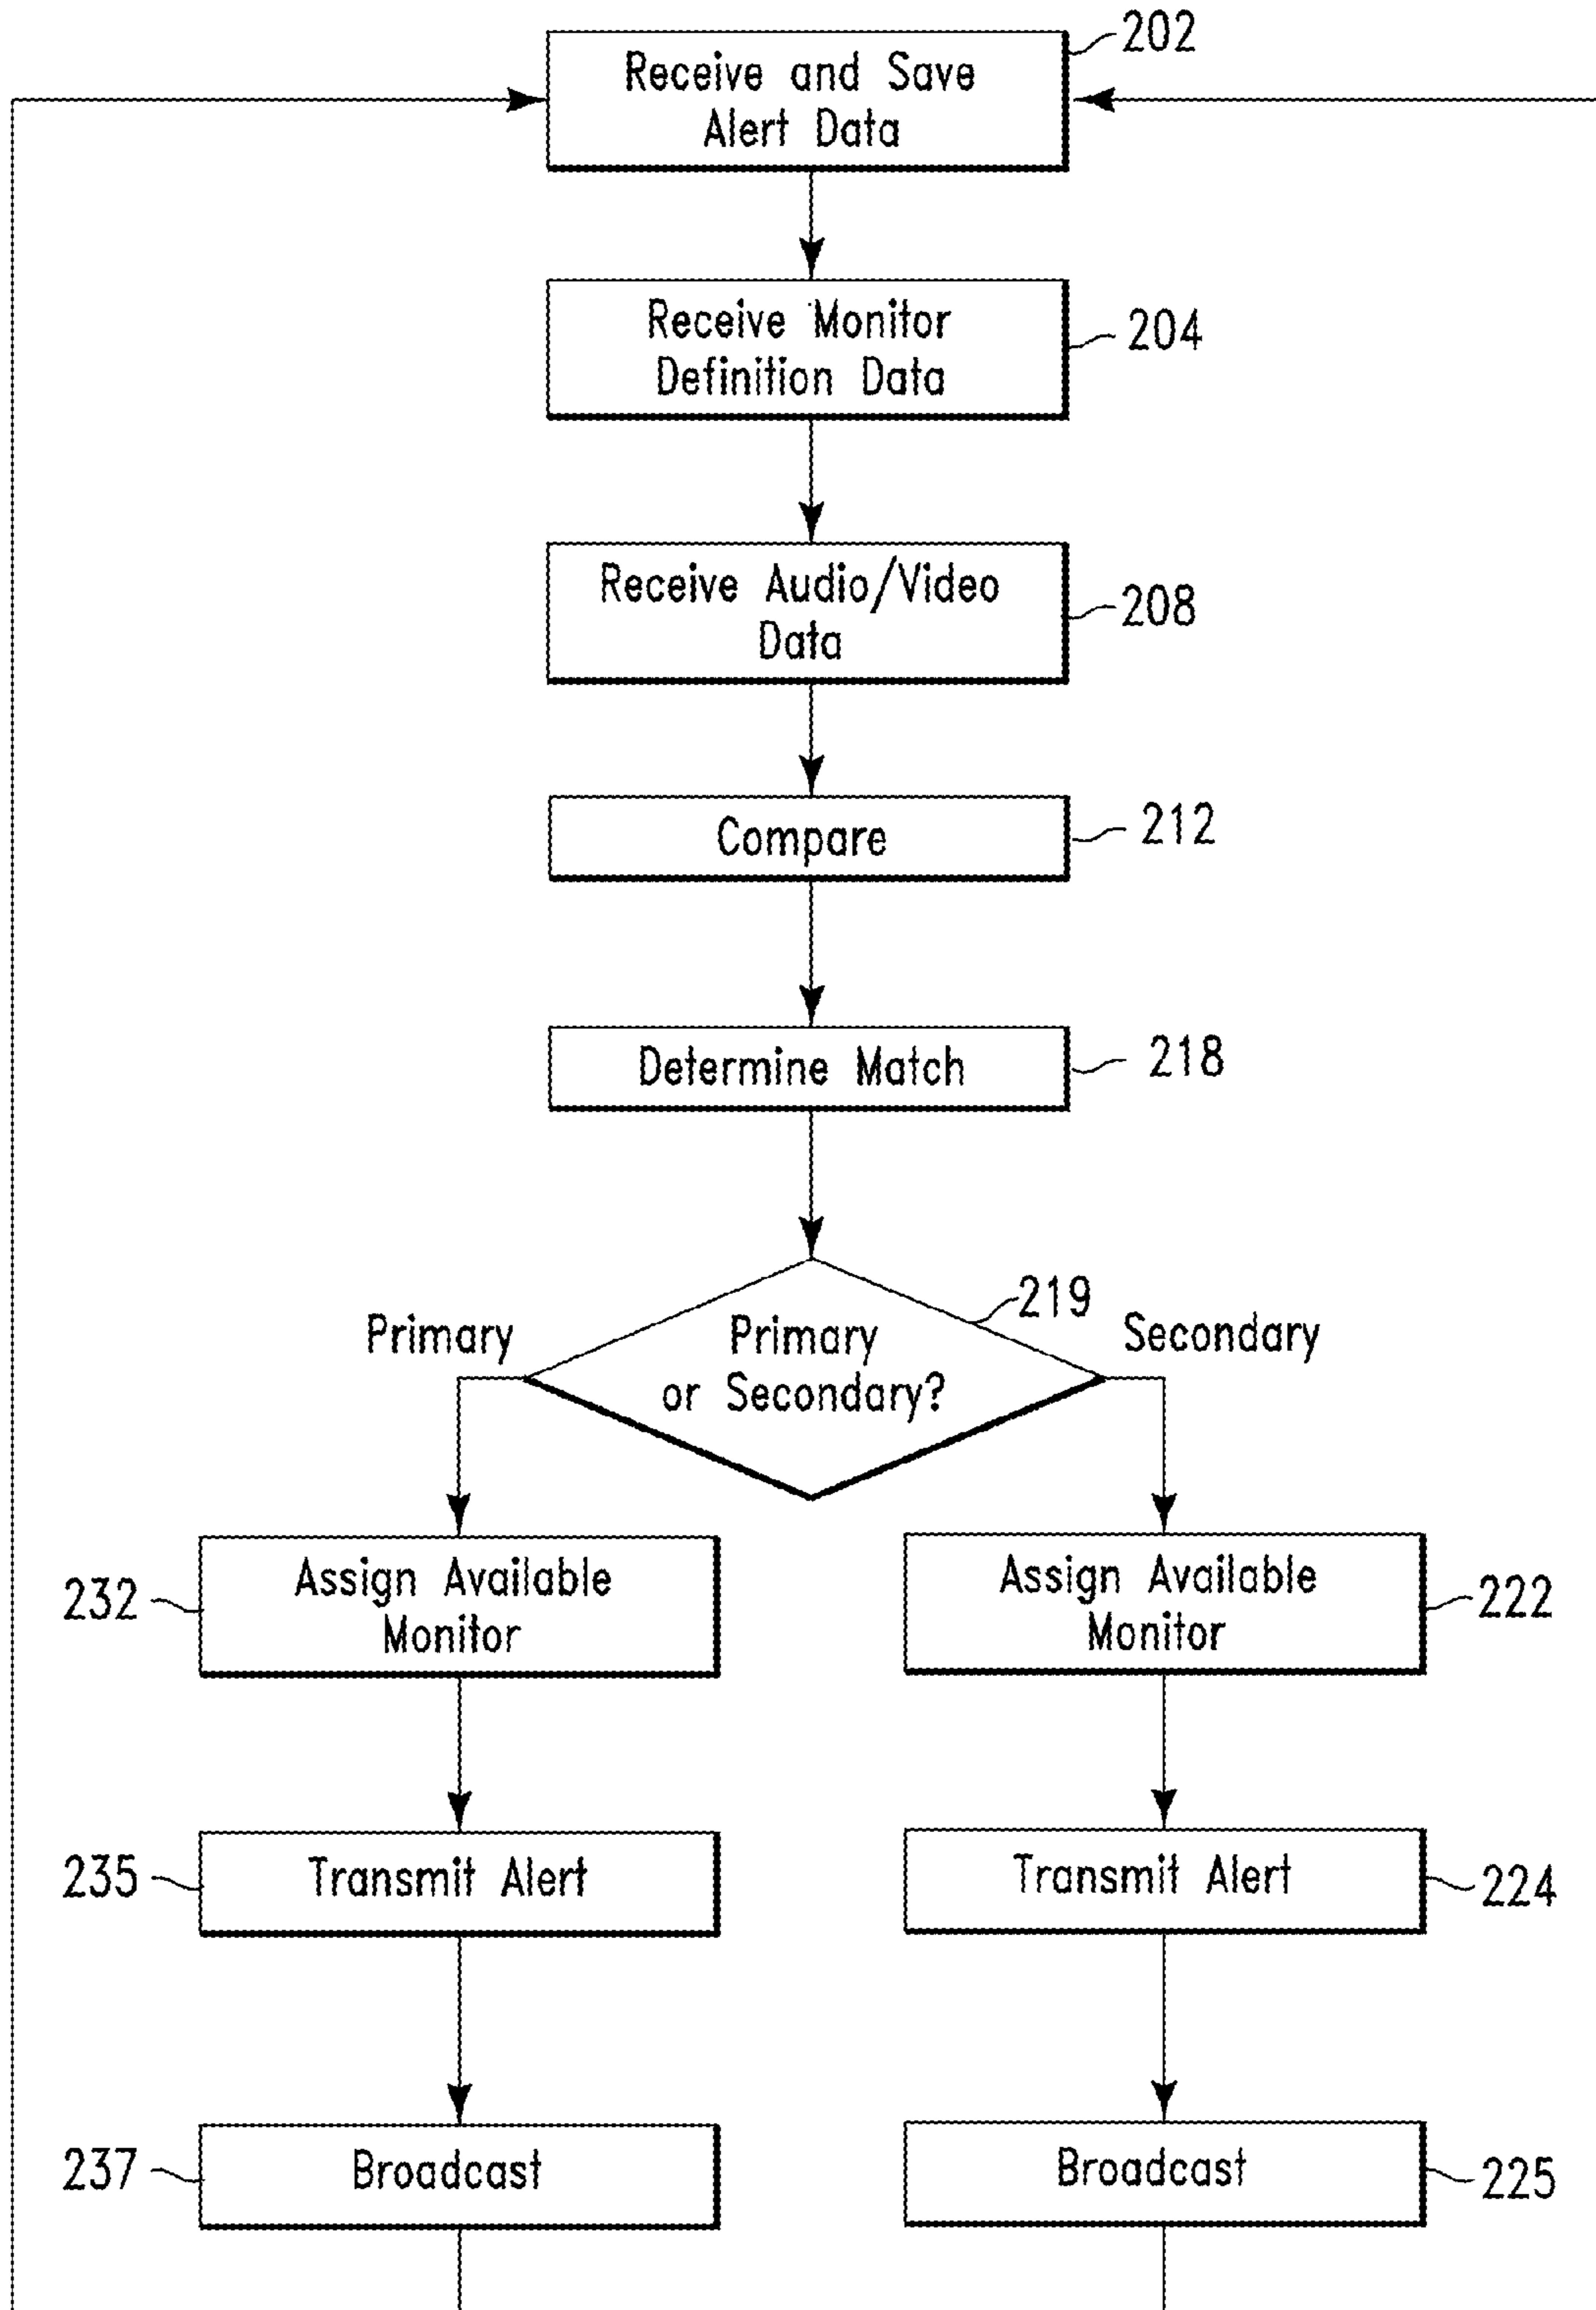 202
Receive and Save
Alert Data
Receive Monitor
Definition Data
204
Receive Audio/Video
Data
208
Compare
212
Determine Match
218
219
Primary
Primary
or Secondary?
Secondary
232
Assign Available
Monitor
Assign Available
Monitor
222
235
Transmit Alert
Transmit Alert
224
237
Broadcast
Broadcast
225